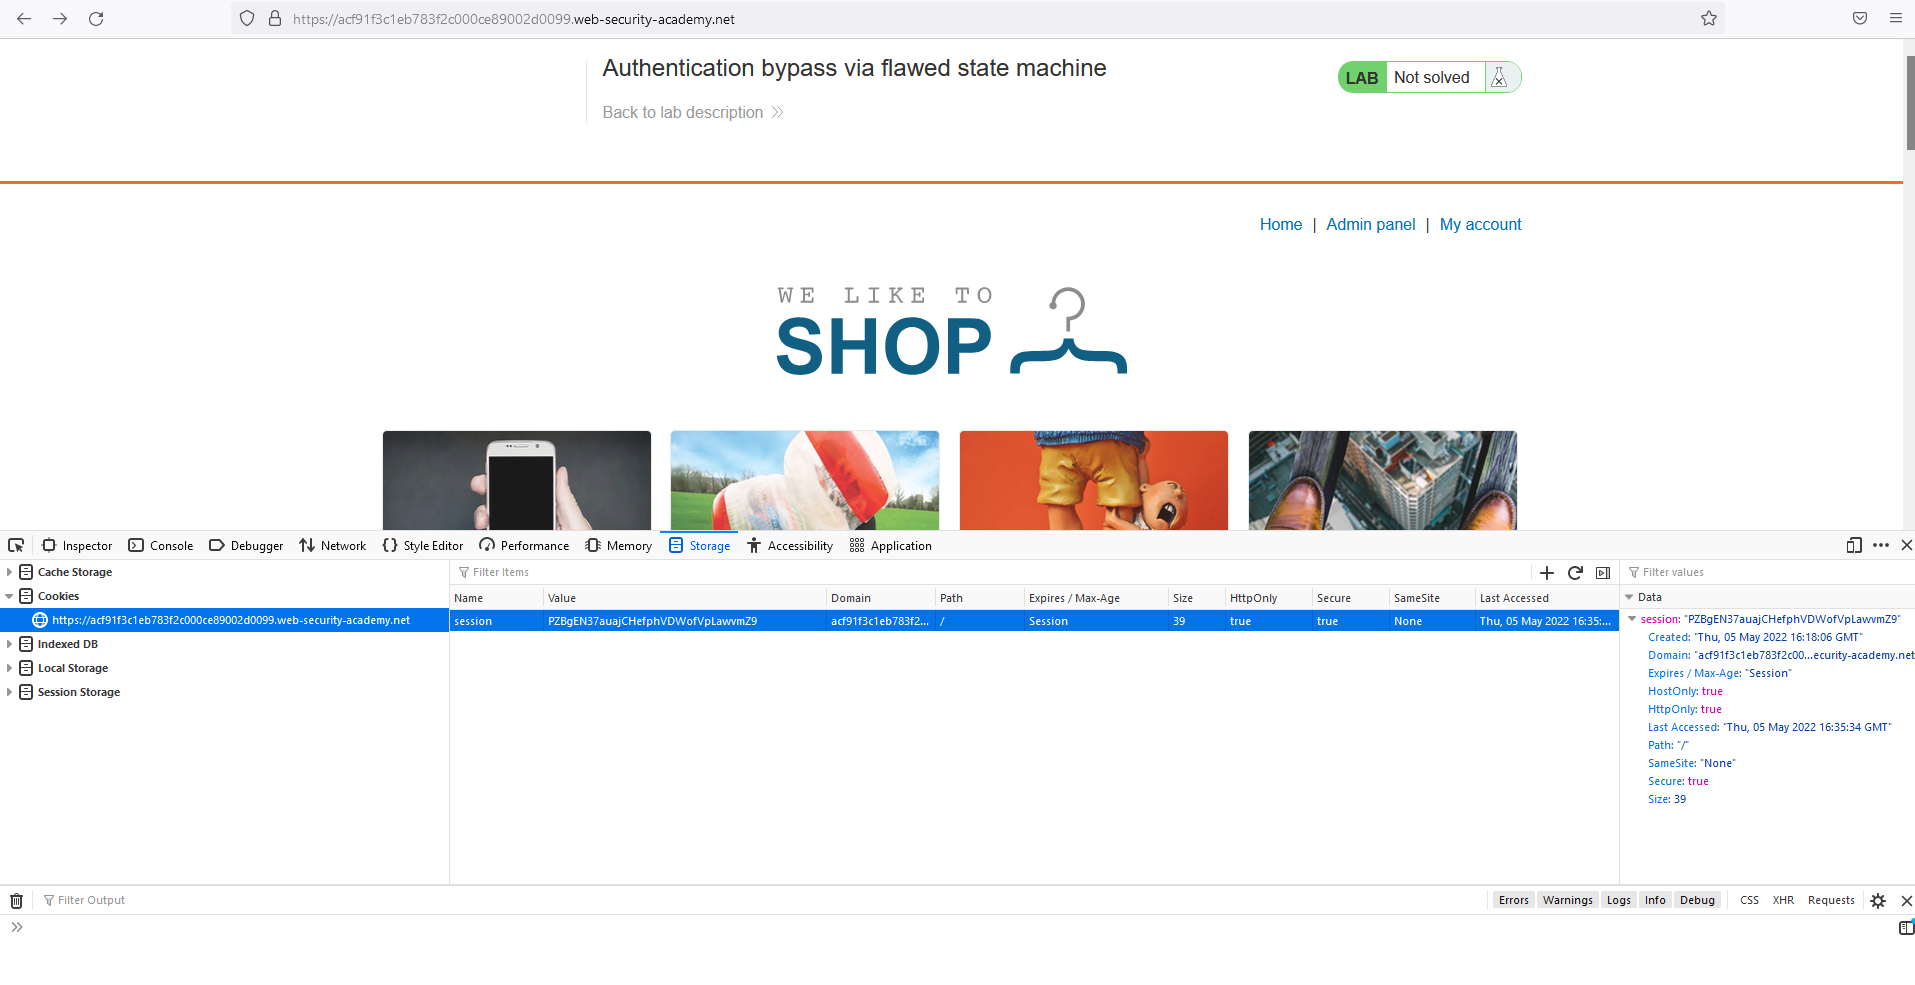 https://acf91f3c1eb783f2c000ce89002d0099.web-security-academy.net
Authentication bypass via flawed state machine
LAB Not solved
Back to lab description
Home | Admin panel | My account
WE LIKE TO
SHOP
Inspector Console Debugger Network Style Editor Performance Memory Storage Accessibility Application
Cache Storage
Cookies
https://acf91f3c1eb783f2c000ce89002d0099.web-security-academy.net
Indexed DB
Local Storage
Session Storage
Filter Items
Name Value Domain Path Expires / Max-Age Size HttpOnly Secure SameSite Last Accessed
session PZBgEN37auajCHefphVDWofVpLawvmZ9 acf91f3c1eb783f2... / Session 39 true true None Thu, 05 May 2022 16:35:...
Filter values
Data
session: "PZBgEN37auajCHefphVDWofVpLawvmZ9"
Created: "Thu, 05 May 2022 16:18:06 GMT"
Domain: "acf91f3c1eb783f2c00...ecurity-academy.net
Expires / Max-Age: "Session"
HostOnly: true
HttpOnly: true
Last Accessed: "Thu, 05 May 2022 16:35:34 GMT"
Path: "/"
SameSite: "None"
Secure: true
Size: 39
Filter Output
Errors Warnings Logs Info Debug CSS XHR Requests